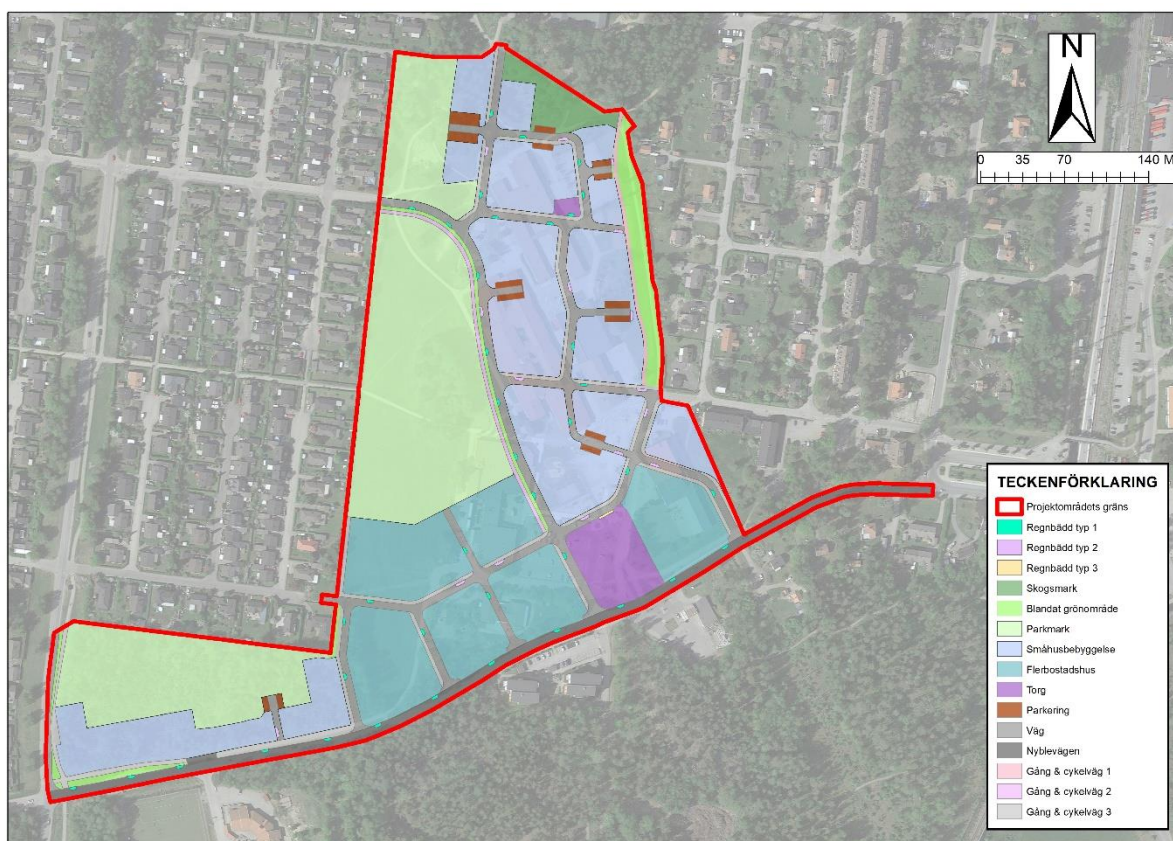 N
0 35 70 140 M
TECKENFÖRKLARING
Projektområdets gräns
Regnbädd typ 1
Regnbädd typ 2
Regnbädd typ 3
Skogsmark
Blandat grönområde
Parkmark
Småhusbebyggelse
Flerbostadshus
Torg
Parkering
Väg
Nyblevägen
Gång & cykelväg 1
Gång & cykelväg 2
Gång & cykelväg 3